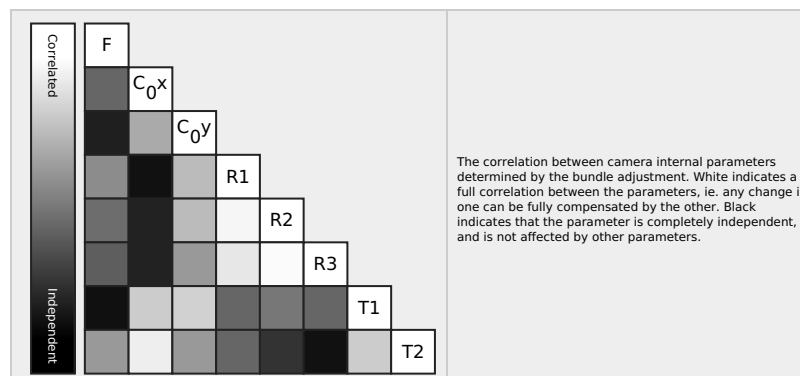 Correlated
Independent
F
C0x
C0y
R1
R2
R3
T1
T2
The correlation between camera internal parameters
determined by the bundle adjustment. White indicates a
full correlation between the parameters, ie. any change i
one can be fully compensated by the other. Black
indicates that the parameter is completely independent,
and is not affected by other parameters.